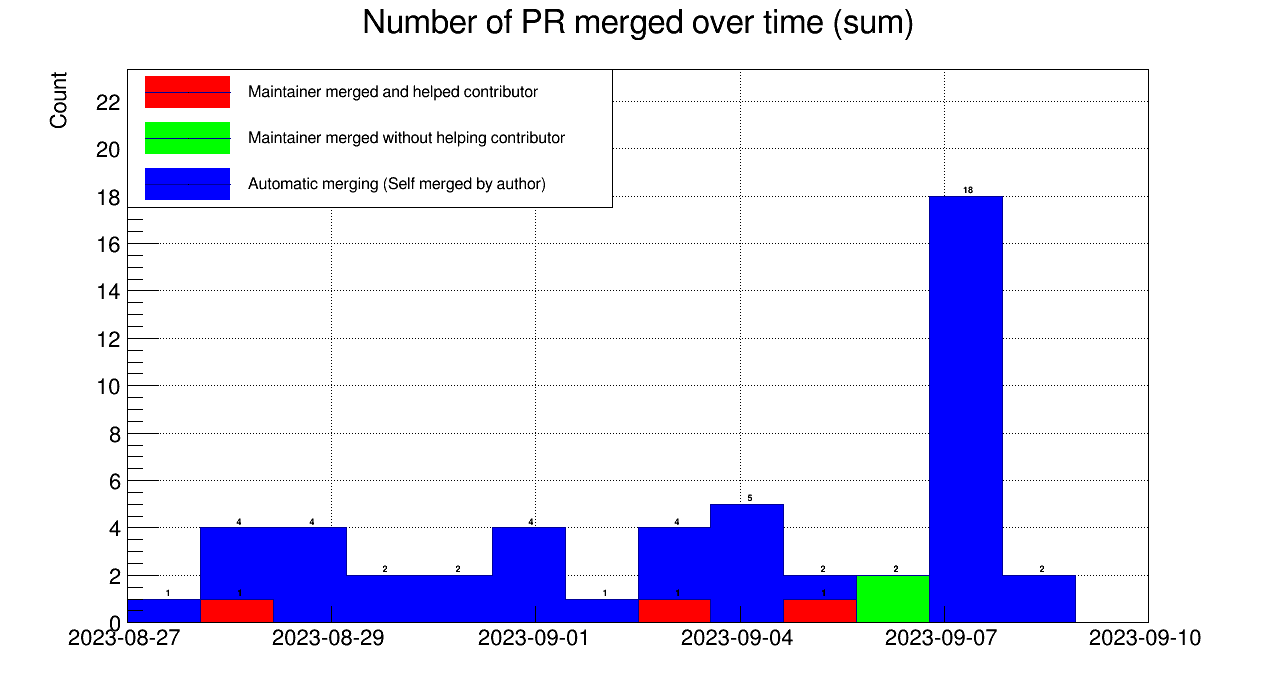 Number of PR merged over time (sum)
Count
Maintainer merged and helped contributor
Maintainer merged without helping contributor
Automatic merging (Self merged by author)
22
20
18
16
14
12
10
8
6
4
2
0
18
5
4 4 4 4
2 2 2 2 2
1 1 1 1 1
2023-08-27 2023-08-29 2023-09-01 2023-09-04 2023-09-07 2023-09-10